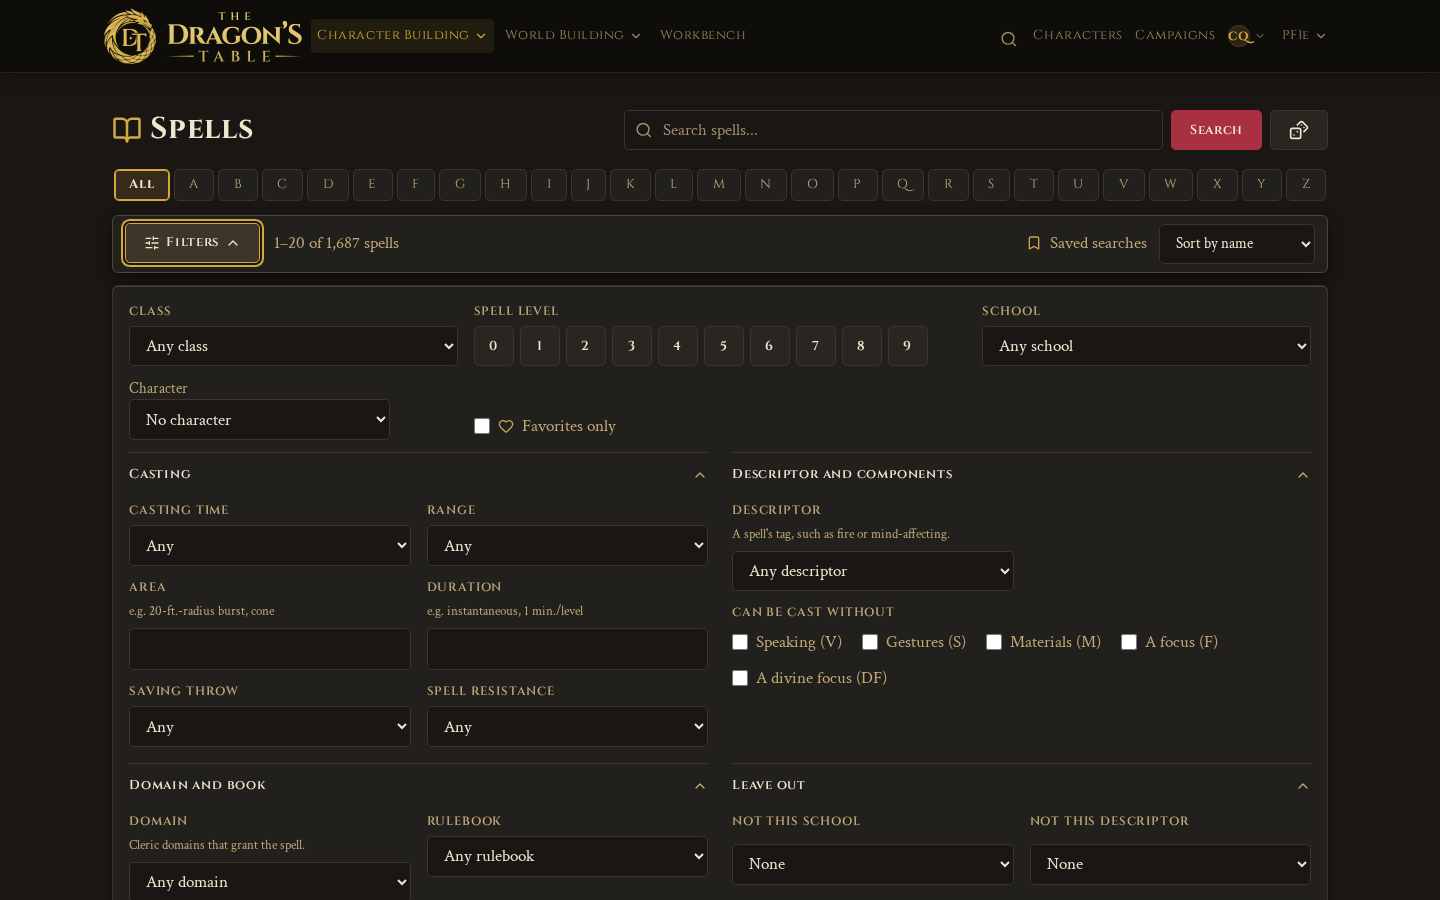 THE
DRAGON'S
TABLE
DT
Character Building
World Building
Workbench
Characters
Campaigns
CQ
PF1e
Spells
Search spells...
Search
All A B C D E F G H I J K L M N O P Q R S T U V W X Y Z
Filters
1–20 of 1,687 spells
Saved searches
Sort by name
CLASS
SPELL LEVEL
SCHOOL
Any class
0 1 2 3 4 5 6 7 8 9
Any school
Character
No character
Favorites only
Casting
Descriptor and components
CASTING TIME
RANGE
DESCRIPTOR
A spell's tag, such as fire or mind-affecting.
Any
Any
Any descriptor
AREA
DURATION
e.g. 20-ft.-radius burst, cone
e.g. instantaneous, 1 min./level
CAN BE CAST WITHOUT
Speaking (V)
Gestures (S)
Materials (M)
A focus (F)
A divine focus (DF)
SAVING THROW
SPELL RESISTANCE
Any
Any
Domain and book
Leave out
DOMAIN
RULEBOOK
NOT THIS SCHOOL
NOT THIS DESCRIPTOR
Cleric domains that grant the spell.
Any domain
Any rulebook
None
None